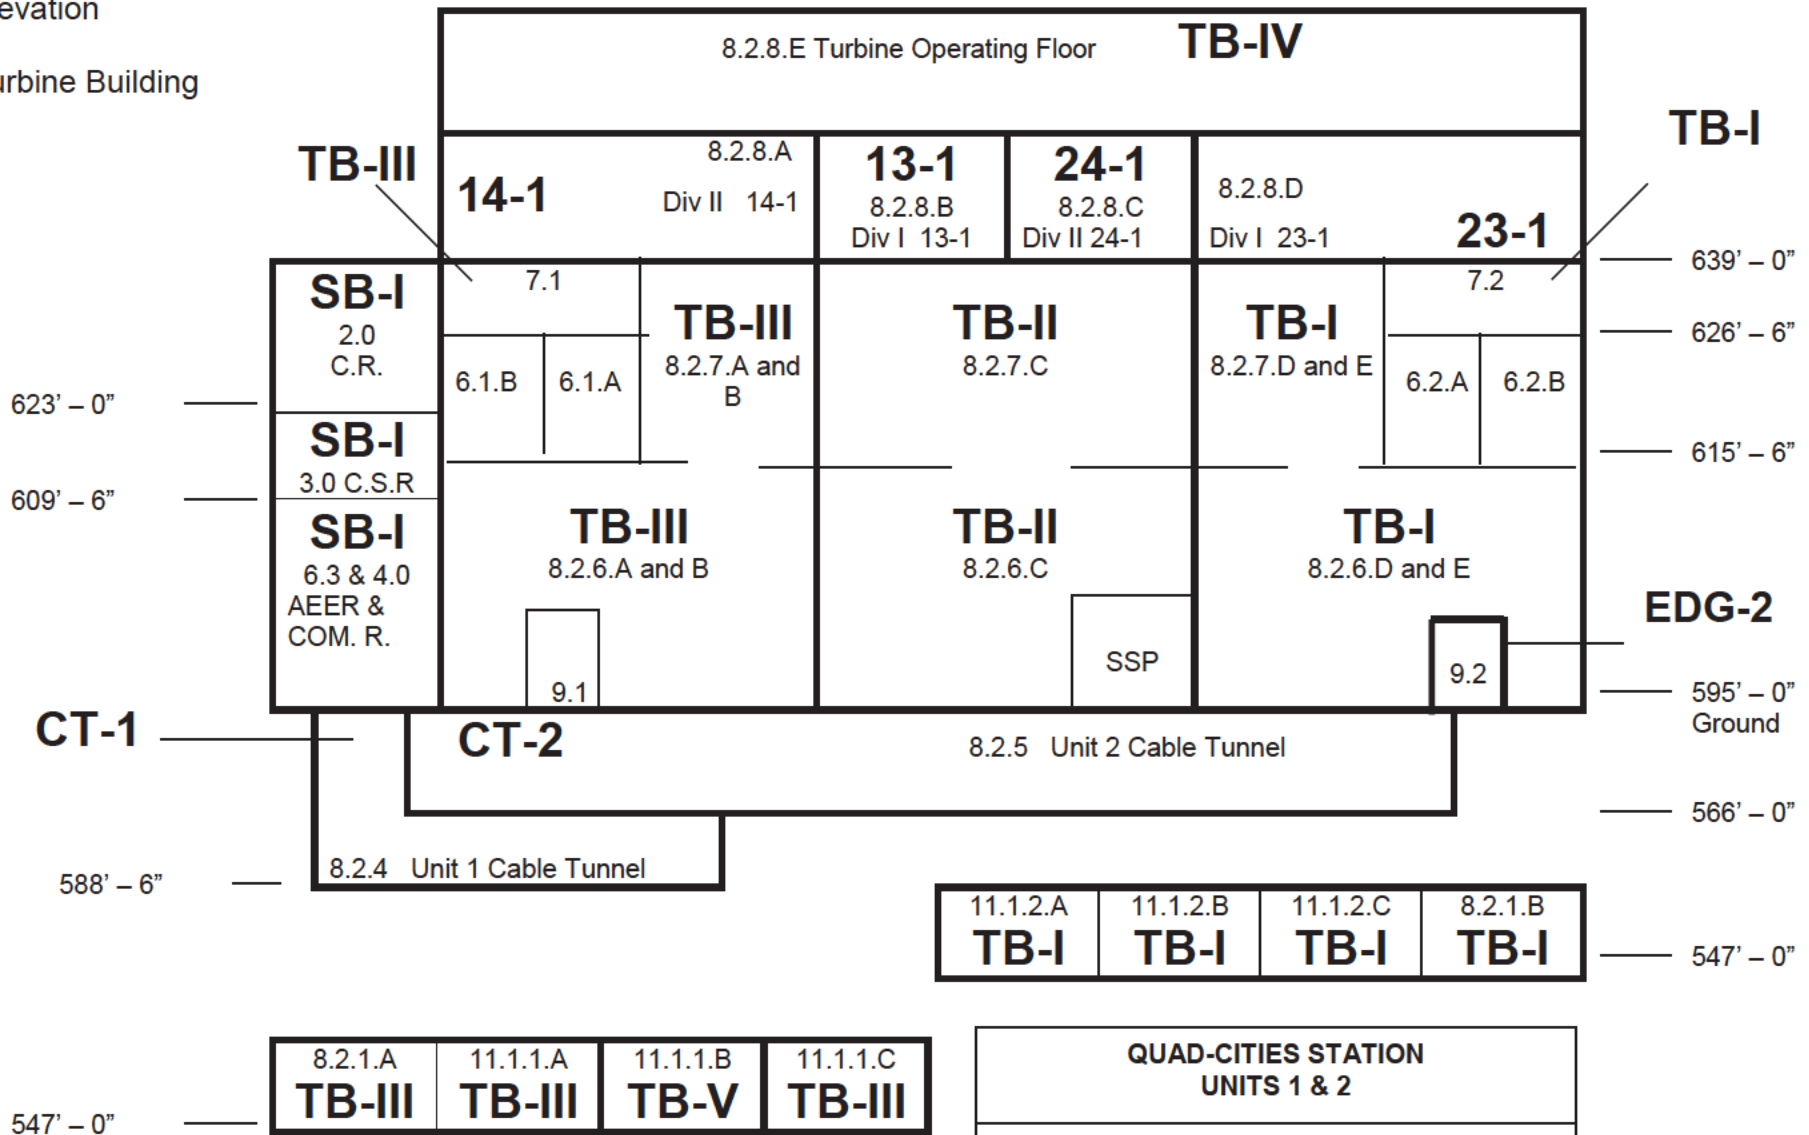 evation
urbine Building
8.2.8.E Turbine Operating Floor TB-IV
TB-III
14-1
8.2.8.A
Div II 14-1
13-1
8.2.8.B
Div I 13-1
24-1
8.2.8.C
Div II 24-1
8.2.8.D
Div I 23-1
23-1
TB-I
639’ – 0”
626’ – 6”
615’ – 6”
595’ – 0”
Ground
566’ – 0”
547’ – 0”
623’ – 0”
609’ – 6”
588’ – 6”
547’ – 0”
SB-I
2.0
C.R.
SB-I
3.0 C.S.R
SB-I
6.3 & 4.0
AEER &
COM. R.
7.1
6.1.B
6.1.A
TB-III
8.2.7.A and
B
TB-II
8.2.7.C
TB-I
8.2.7.D and E
7.2
6.2.A
6.2.B
TB-III
8.2.6.A and B
9.1
TB-II
8.2.6.C
SSP
TB-I
8.2.6.D and E
9.2
EDG-2
CT-1
CT-2
8.2.5 Unit 2 Cable Tunnel
8.2.4 Unit 1 Cable Tunnel
11.1.2.A
TB-I
11.1.2.B
TB-I
11.1.2.C
TB-I
8.2.1.B
TB-I
8.2.1.A
TB-III
11.1.1.A
TB-III
11.1.1.B
TB-V
11.1.1.C
TB-III
QUAD-CITIES STATION
UNITS 1 & 2